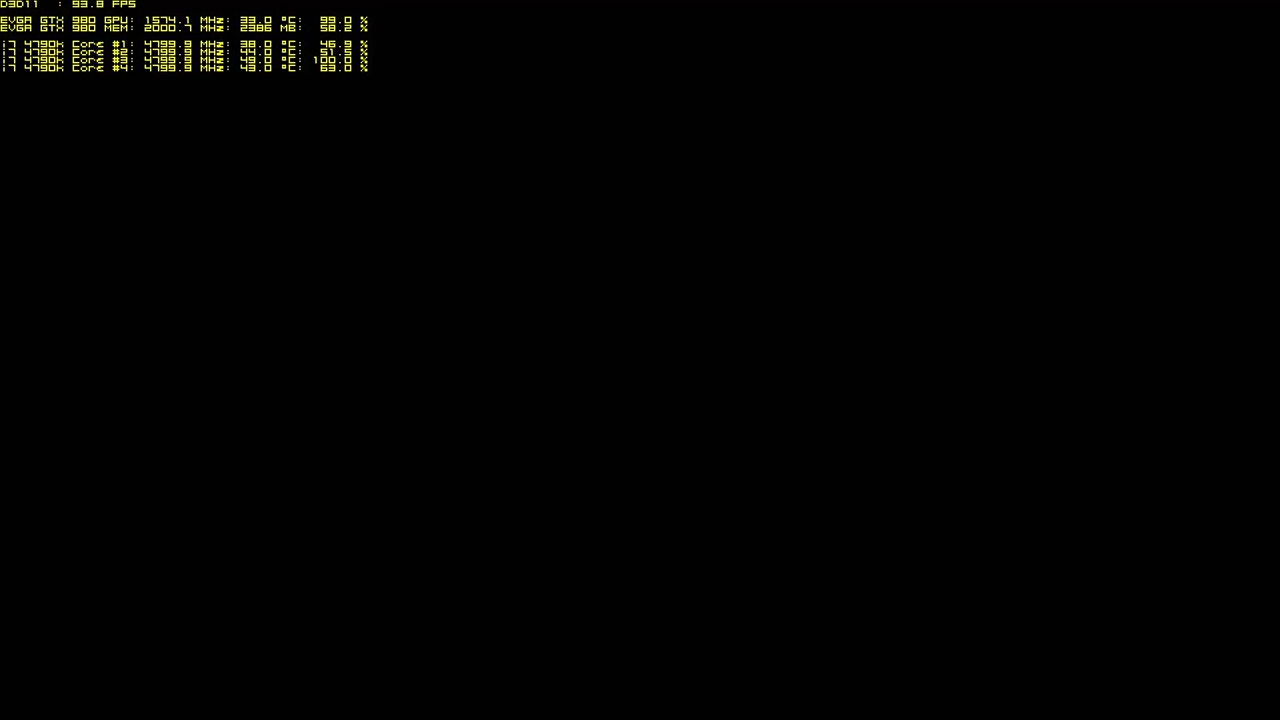 D3D11 : 93.8 FPS
EVGA GTX 980 GPU: 1574.1 MHz: 33.0 °C: 99.0 %
EVGA GTX 980 MEM: 2000.7 MHz: 2386 MB: 58.2 %
i7 4790k Core #1: 4799.9 MHz: 38.0 °C: 46.9 %
i7 4790k Core #2: 4799.9 MHz: 44.0 °C: 51.3 %
i7 4790k Core #3: 4799.9 MHz: 49.0 °C: 100.0 %
i7 4790k Core #4: 4799.9 MHz: 43.0 °C: 63.0 %